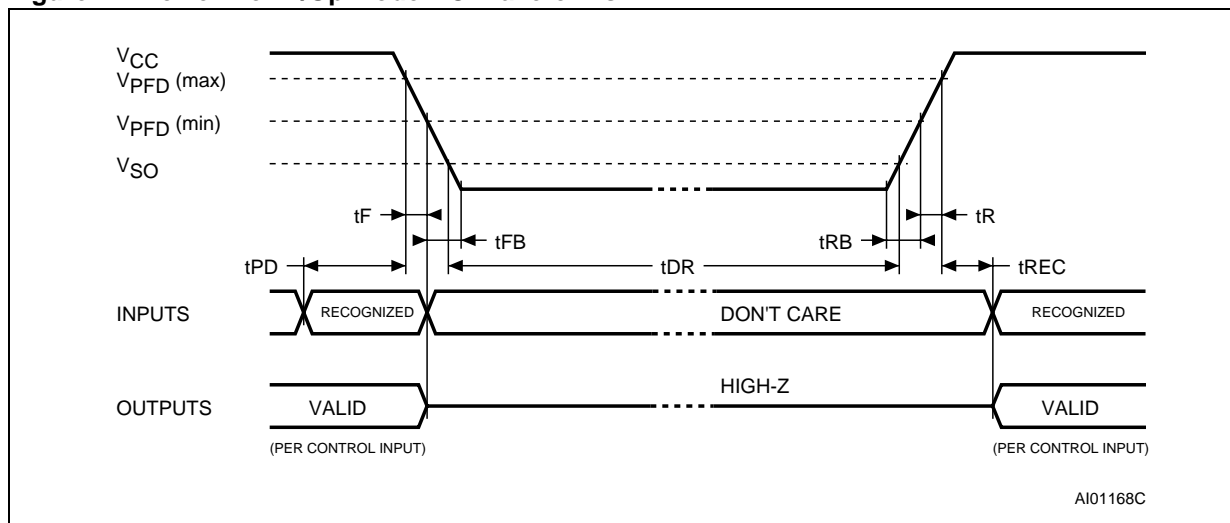 VCC
VPFD (max)
VPFD (min)
VSO
tF
tFB
tR
tRB
tPD
tDR
tREC
INPUTS
RECOGNIZED
DON'T CARE
RECOGNIZED
HIGH-Z
OUTPUTS
VALID
VALID
(PER CONTROL INPUT)
(PER CONTROL INPUT)
AI01168C